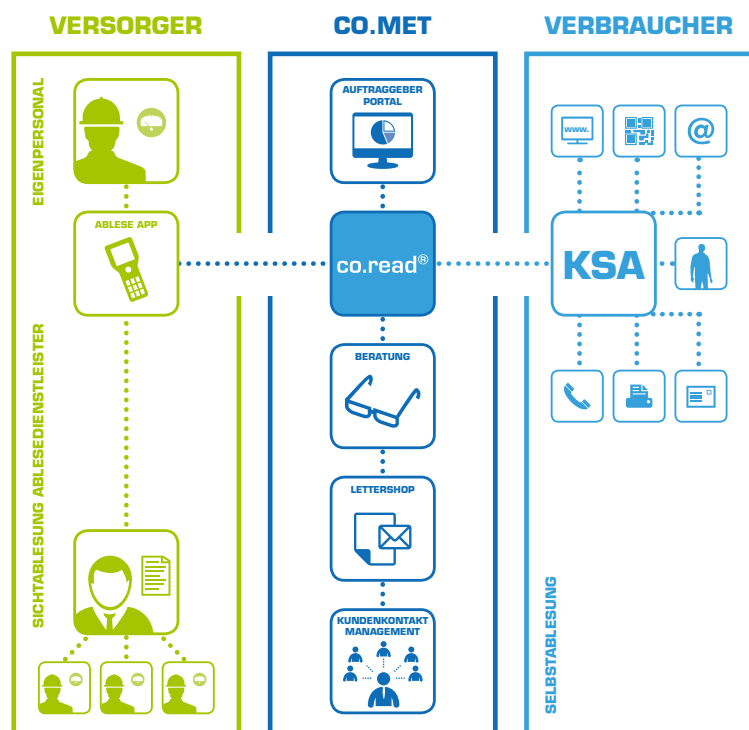 VERSORGER
CO.MET
VERBRAUCHER
EIGENPERSONAL
ABLESE APP
SICHTABLESUNG ABLESEDIENSTLEISTER
AUFTRAGGEBER
PORTAL
co.read®
BERATUNG
LETTERSHOP
KUNDENKONTAKT
MANAGEMENT
www.
@
KSA
SELBSTABLESUNG